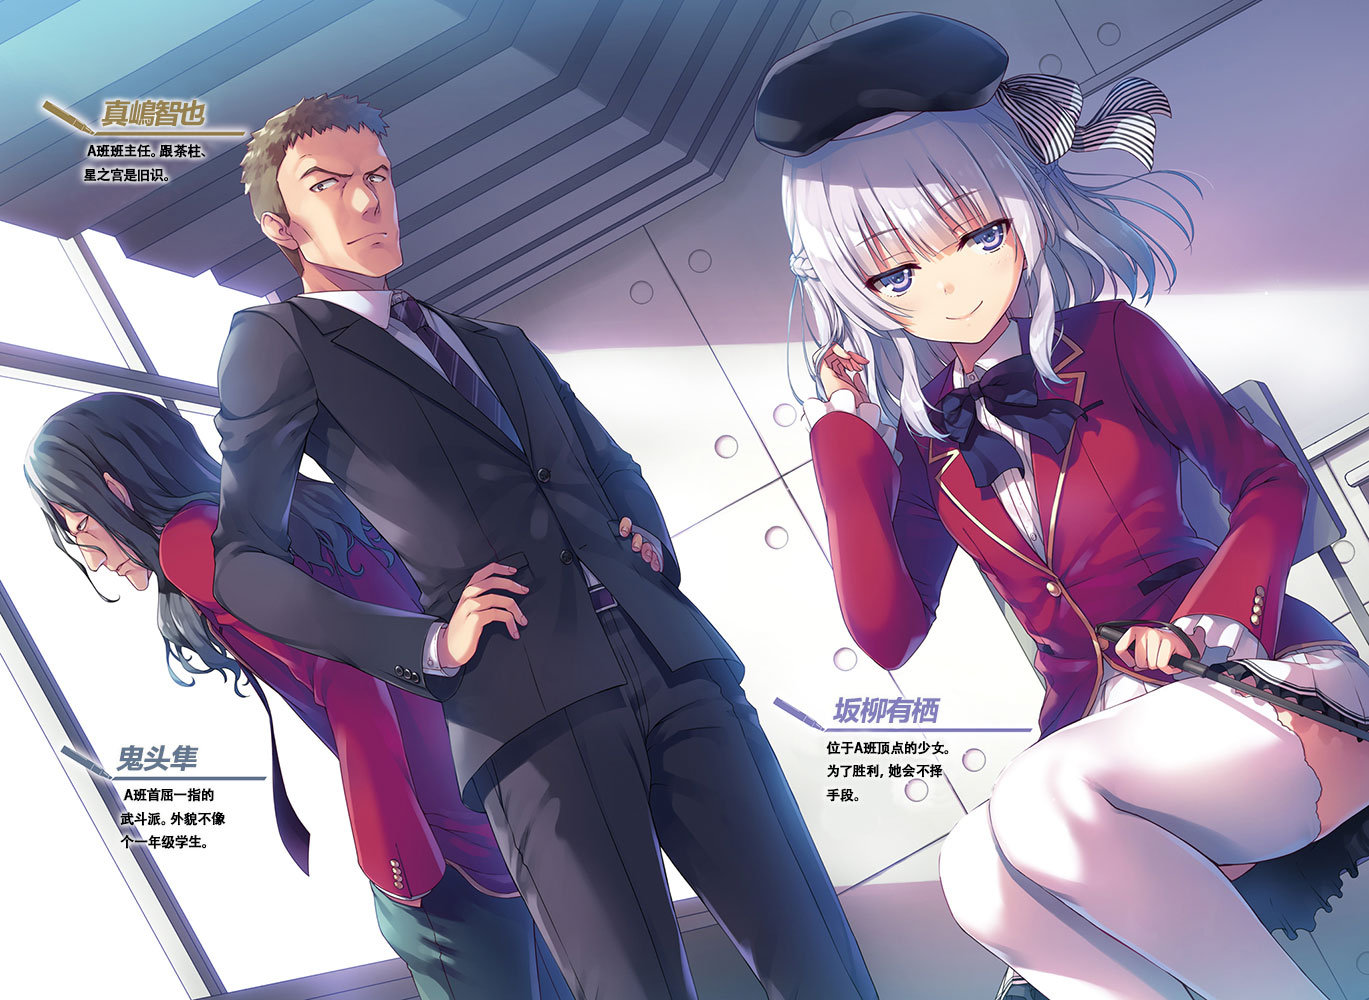 真嶋智也
A班班主任。跟茶柱、
星之宫是旧识。
鬼头隼
A班首屈一指的
武斗派。外貌不像
个一年级学生。
坂柳有栖
位于A班顶点的少女。
为了胜利，她会不择
手段。